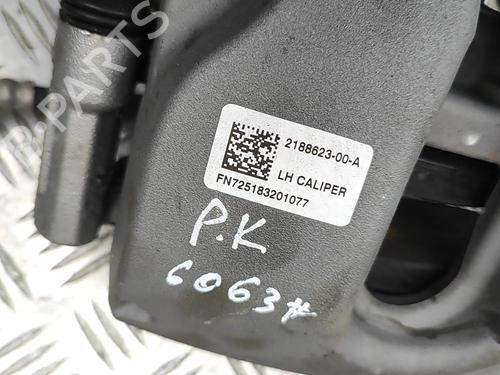 B-PARTS
2188623-00-A
LH CALIPER
FN725183201077
P.K
6063#